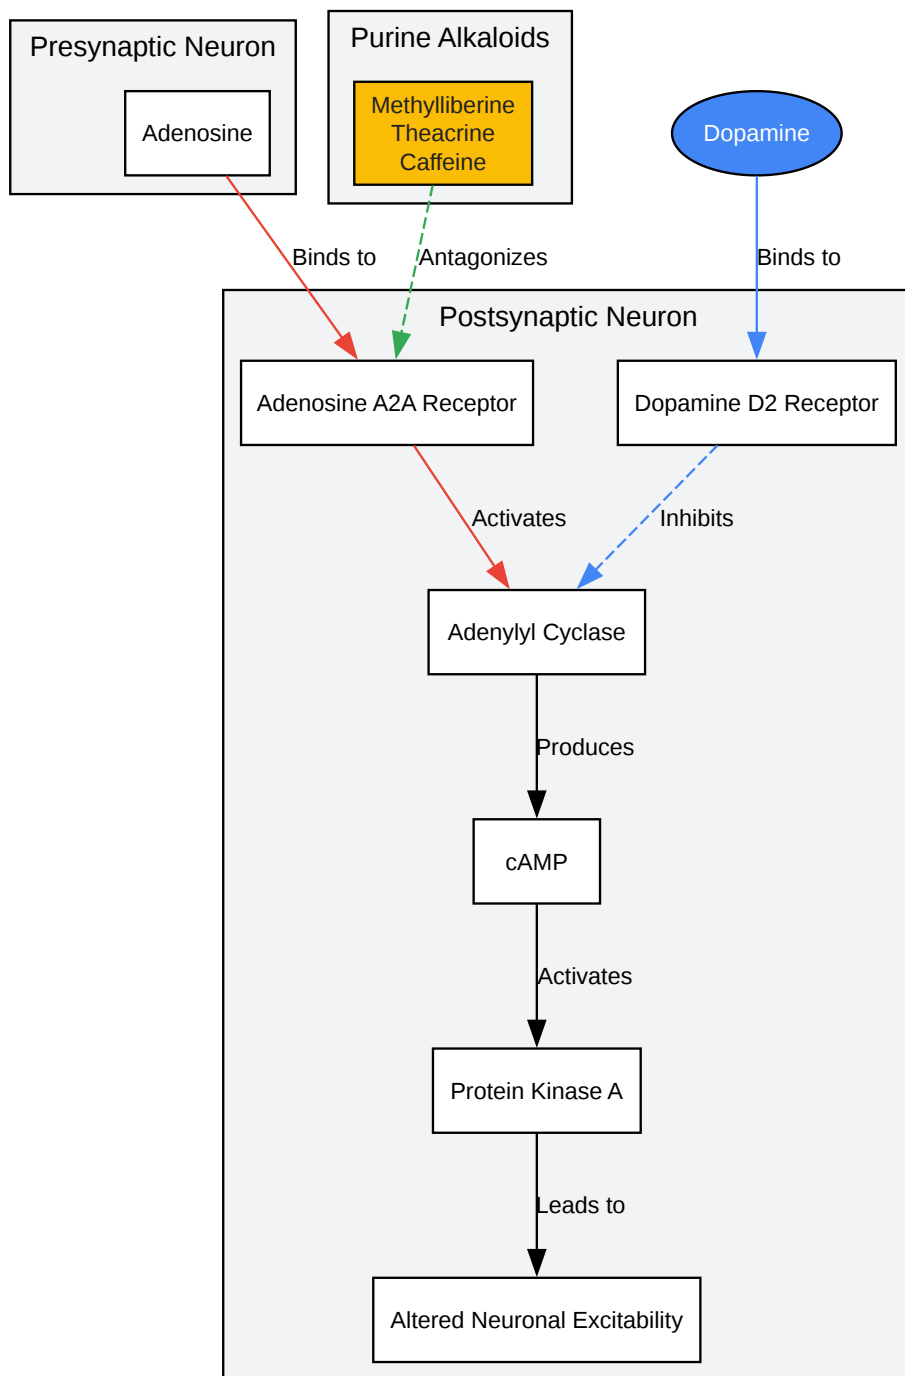 Presynaptic Neuron
Adenosine
Purine Alkaloids
Methylliberine
Theacrine
Caffeine
Dopamine
Binds to
Antagonizes
Binds to
Postsynaptic Neuron
Adenosine A2A Receptor
Dopamine D2 Receptor
Activates
Inhibits
Adenylyl Cyclase
Produces
cAMP
Activates
Protein Kinase A
Leads to
Altered Neuronal Excitability